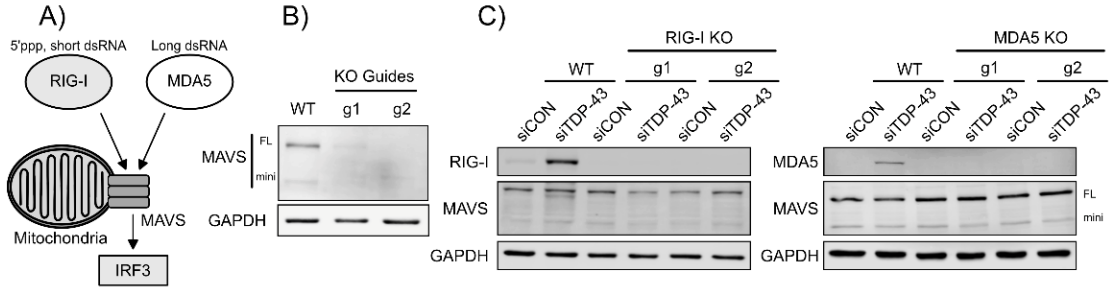 A)
5'ppp, short dsRNA
Long dsRNA
RIG-I
MDA5
Mitochondria
MAVS
IRF3
B)
KO Guides
WT
g1
g2
MAVS
FL
mini
GAPDH
C)
RIG-I KO
WT
g1
g2
siCON
siTDP-43
siCON
siTDP-43
siCON
siTDP-43
RIG-I
MAVS
GAPDH
MDA5 KO
WT
g1
g2
siCON
siTDP-43
siCON
siTDP-43
siCON
siTDP-43
MDA5
MAVS
FL
mini
GAPDH